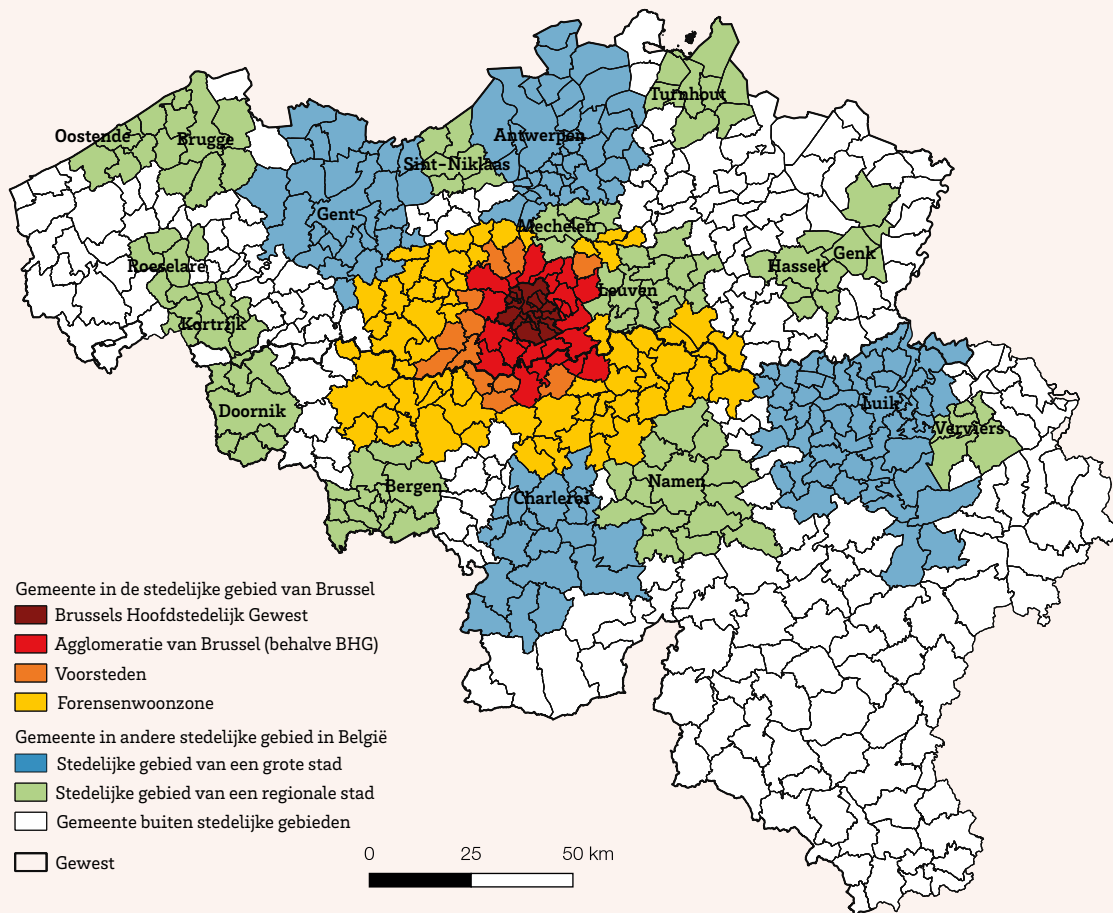 Turnhout
Oostende
Brugge
Antwerpen
Sint-Niklaas
Gent
Mechelen
Roeselare
Hasselt
Genk
Leuven
Kortrijk
Doornik
Luik
Verviers
Bergen
Namen
Charleroi
Gemeente in de stedelijke gebied van Brussel
Brussels Hoofdstedelijk Gewest
Agglomeratie van Brussel (behalve BHG)
Voorsteden
Forensenwoonzone
Gemeente in andere stedelijke gebied in België
Stedelijke gebied van een grote stad
Stedelijke gebied van een regionale stad
Gemeente buiten stedelijke gebieden
Gewest
0 25 50 km